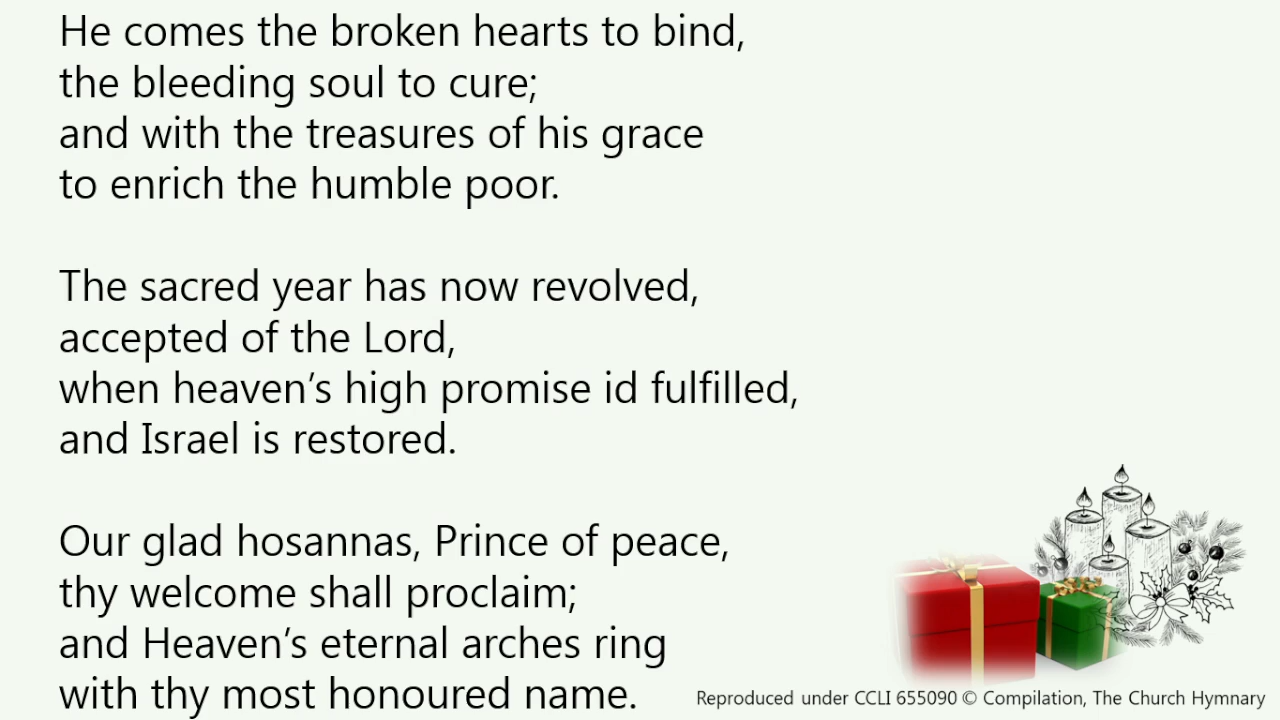 He comes the broken hearts to bind,
the bleeding soul to cure;
and with the treasures of his grace
to enrich the humble poor.
The sacred year has now revolved,
accepted of the Lord,
when heaven’s high promise id fulfilled,
and Israel is restored.
Our glad hosannas, Prince of peace,
thy welcome shall proclaim;
and Heaven’s eternal arches ring
with thy most honoured name.
Reproduced under CCLI 655090 © Compilation, The Church Hymnary